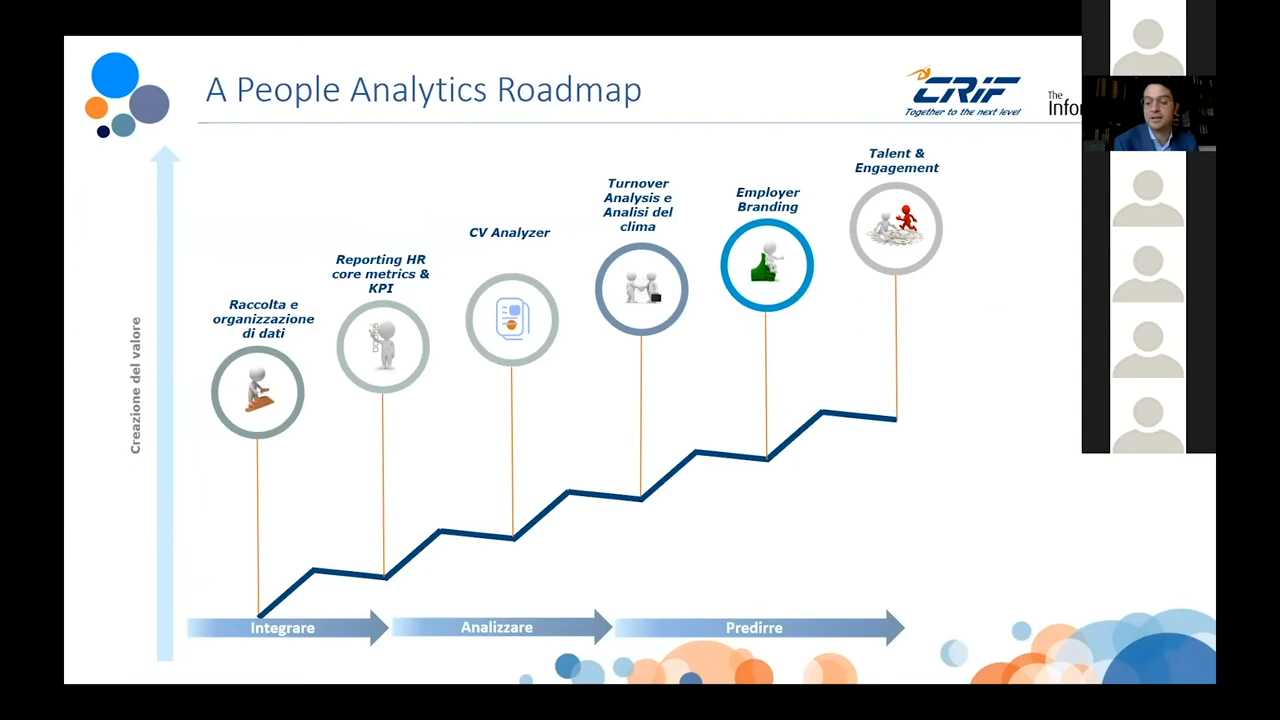 A People Analytics Roadmap
CRIF
Together to the next level
The
Creazione del valore
Raccolta e
organizzazione
di dati
Reporting HR
core metrics &
KPI
CV Analyzer
Turnover
Analysis e
Analisi del
clima
Employer
Branding
Talent &
Engagement
Integrare
Analizzare
Predirre